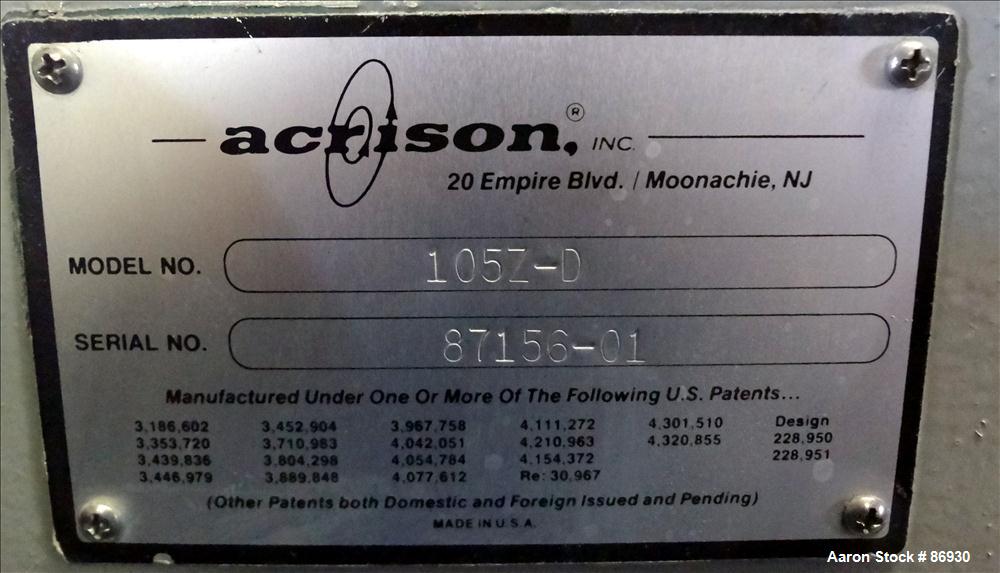 acrison,® INC.
20 Empire Blvd. / Moonachie, NJ
MODEL NO. 105Z-D
SERIAL NO. 87156-01
Manufactured Under One Or More Of The Following U.S. Patents...
3,186,602 3,452,904 3,967,758 4,111,272 4,301,510 Design
3,353,720 3,710,983 4,042,051 4,210,963 4,320,855 228,950
3,439,836 3,804,298 4,054,784 4,154,372 228,951
3,446,979 3,889,848 4,077,612 Re: 30,967
(Other Patents both Domestic and Foreign Issued and Pending)
MADE IN U.S.A.
Aaron Stock # 86930